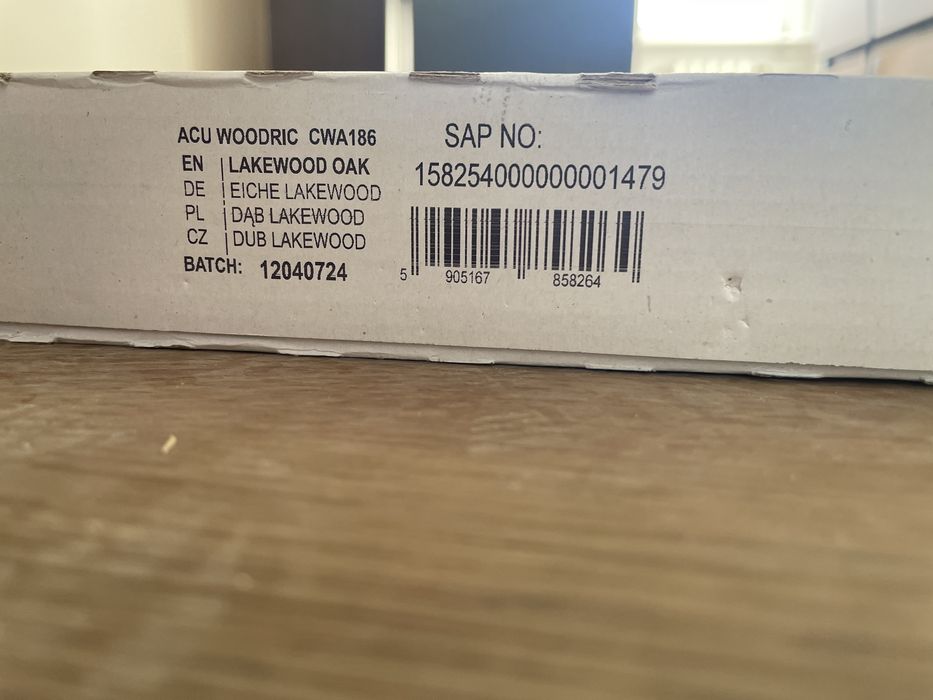 ACU WOODRIC CWA186
EN | LAKEWOOD OAK
DE | EICHE LAKEWOOD
PL | DĄB LAKEWOOD
CZ | DUB LAKEWOOD
BATCH: 12040724
SAP NO:
158254000000001479
5 905167 858264